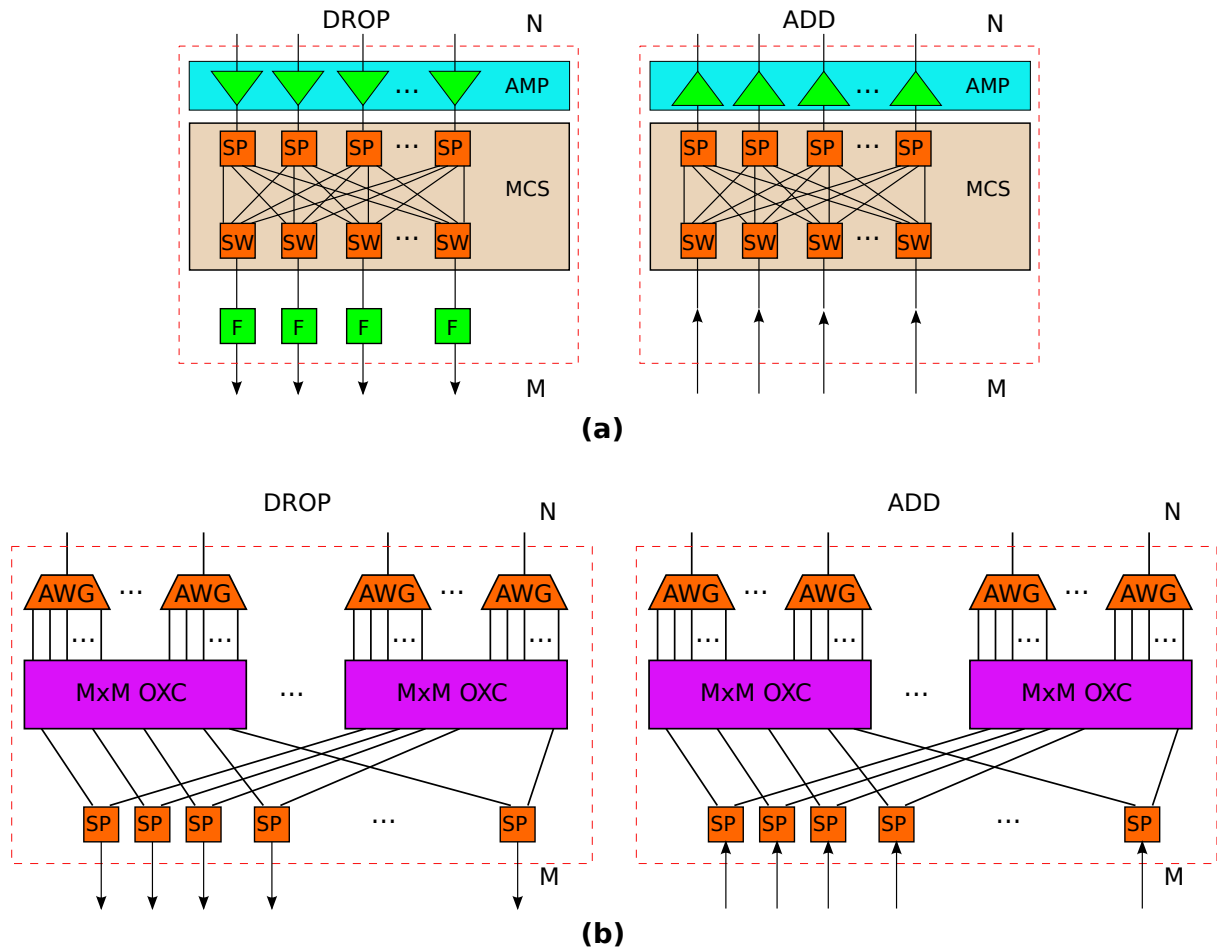 DROP N ADD N
AMP AMP
... ...
SP SP SP ... SP SP SP SP ... SP
MCS MCS
SW SW SW ... SW SW SW SW ... SW
F F F F
M M
(a)
DROP N ADD N
AWG ... AWG AWG ... AWG AWG ... AWG AWG ... AWG
... ... ... ... ... ... ... ...
MxM OXC ... MxM OXC MxM OXC ... MxM OXC
SP SP SP SP ... SP SP SP SP SP ... SP
M M
(b)